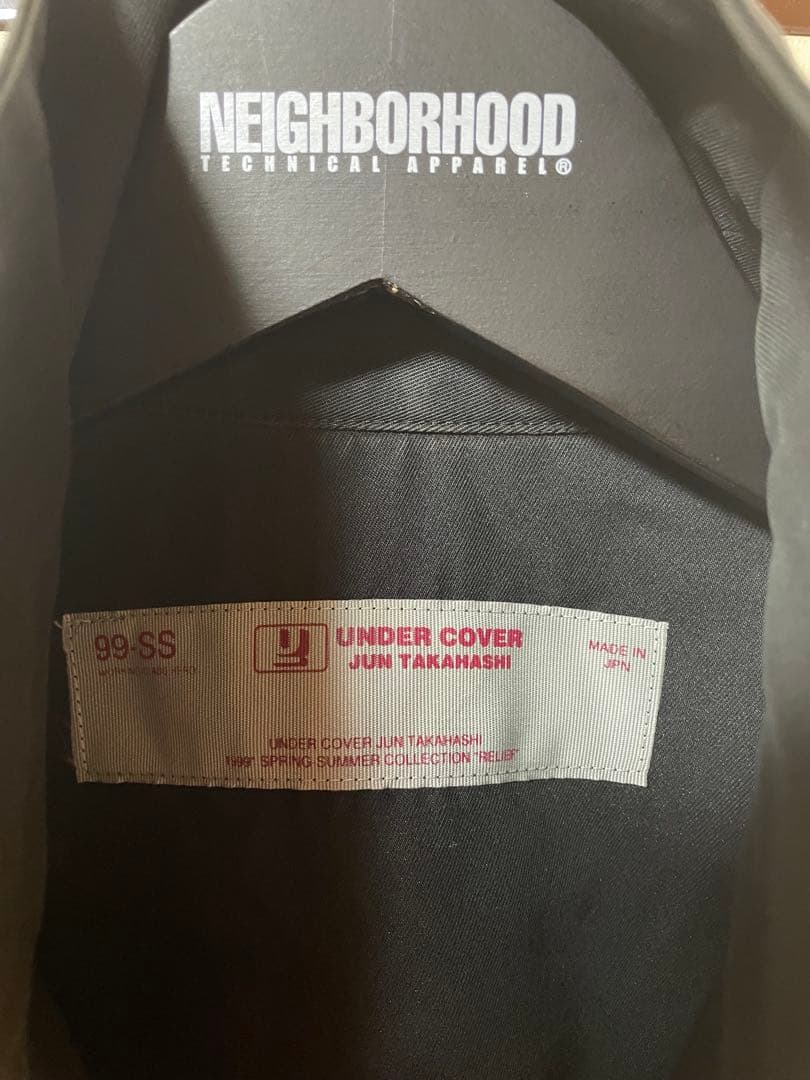 NEIGHBORHOOD
TECHNICAL APPAREL®
99-SS
UNDER COVER
JUN TAKAHASHI
MADE IN
JPN
UNDER COVER JUN TAKAHASHI
1999" SPRING SUMMER COLLECTION "RELIEF"